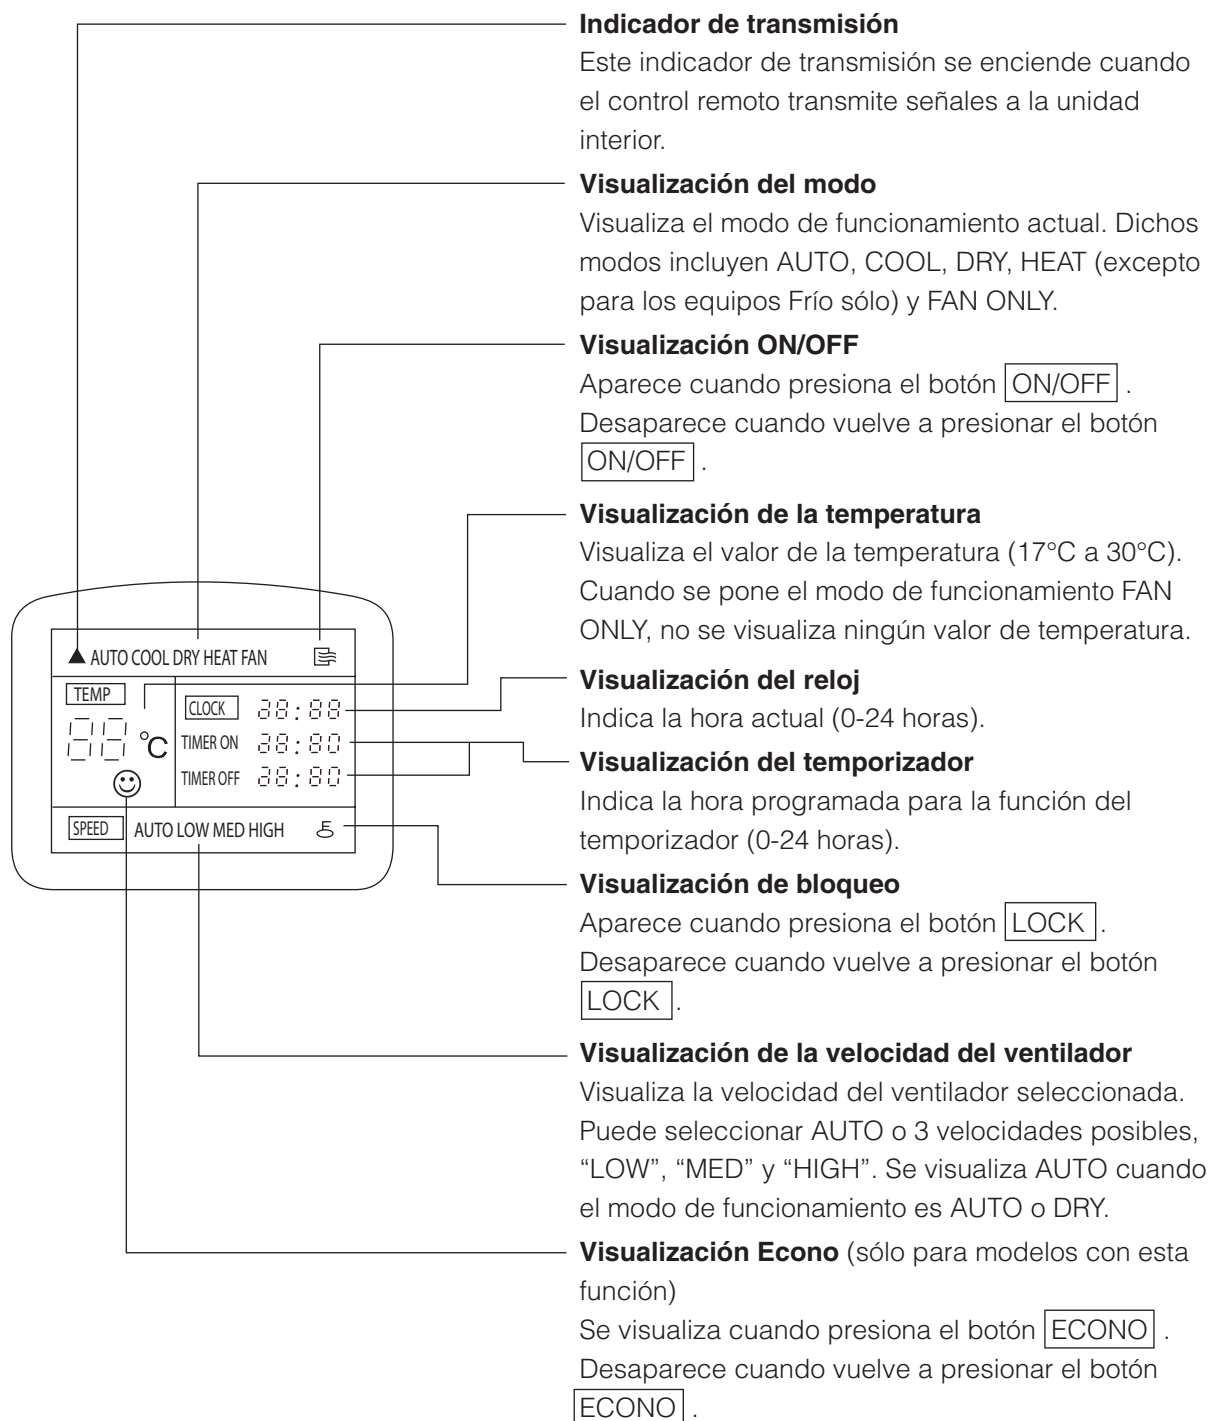 Indicador de transmisión
Este indicador de transmisión se enciende cuando
el control remoto transmite señales a la unidad
interior.
Visualización del modo
Visualiza el modo de funcionamiento actual. Dichos
modos incluyen AUTO, COOL, DRY, HEAT (excepto
para los equipos Frío sólo) y FAN ONLY.
Visualización ON/OFF
Aparece cuando presiona el botón ON/OFF .
Desaparece cuando vuelve a presionar el botón
ON/OFF .
Visualización de la temperatura
Visualiza el valor de la temperatura (17°C a 30°C).
Cuando se pone el modo de funcionamiento FAN
ONLY, no se visualiza ningún valor de temperatura.
Visualización del reloj
Indica la hora actual (0-24 horas).
Visualización del temporizador
Indica la hora programada para la función del
temporizador (0-24 horas).
Visualización de bloqueo
Aparece cuando presiona el botón LOCK .
Desaparece cuando vuelve a presionar el botón
LOCK .
Visualización de la velocidad del ventilador
Visualiza la velocidad del ventilador seleccionada.
Puede seleccionar AUTO o 3 velocidades posibles,
“LOW”, “MED” y “HIGH”. Se visualiza AUTO cuando
el modo de funcionamiento es AUTO o DRY.
Visualización Econo (sólo para modelos con esta
función)
Se visualiza cuando presiona el botón ECONO .
Desaparece cuando vuelve a presionar el botón
ECONO .
AUTO COOL DRY HEAT FAN
TEMP
88 °C
CLOCK 38:88
TIMER ON 38:80
TIMER OFF 38:80
SPEED AUTO LOW MED HIGH